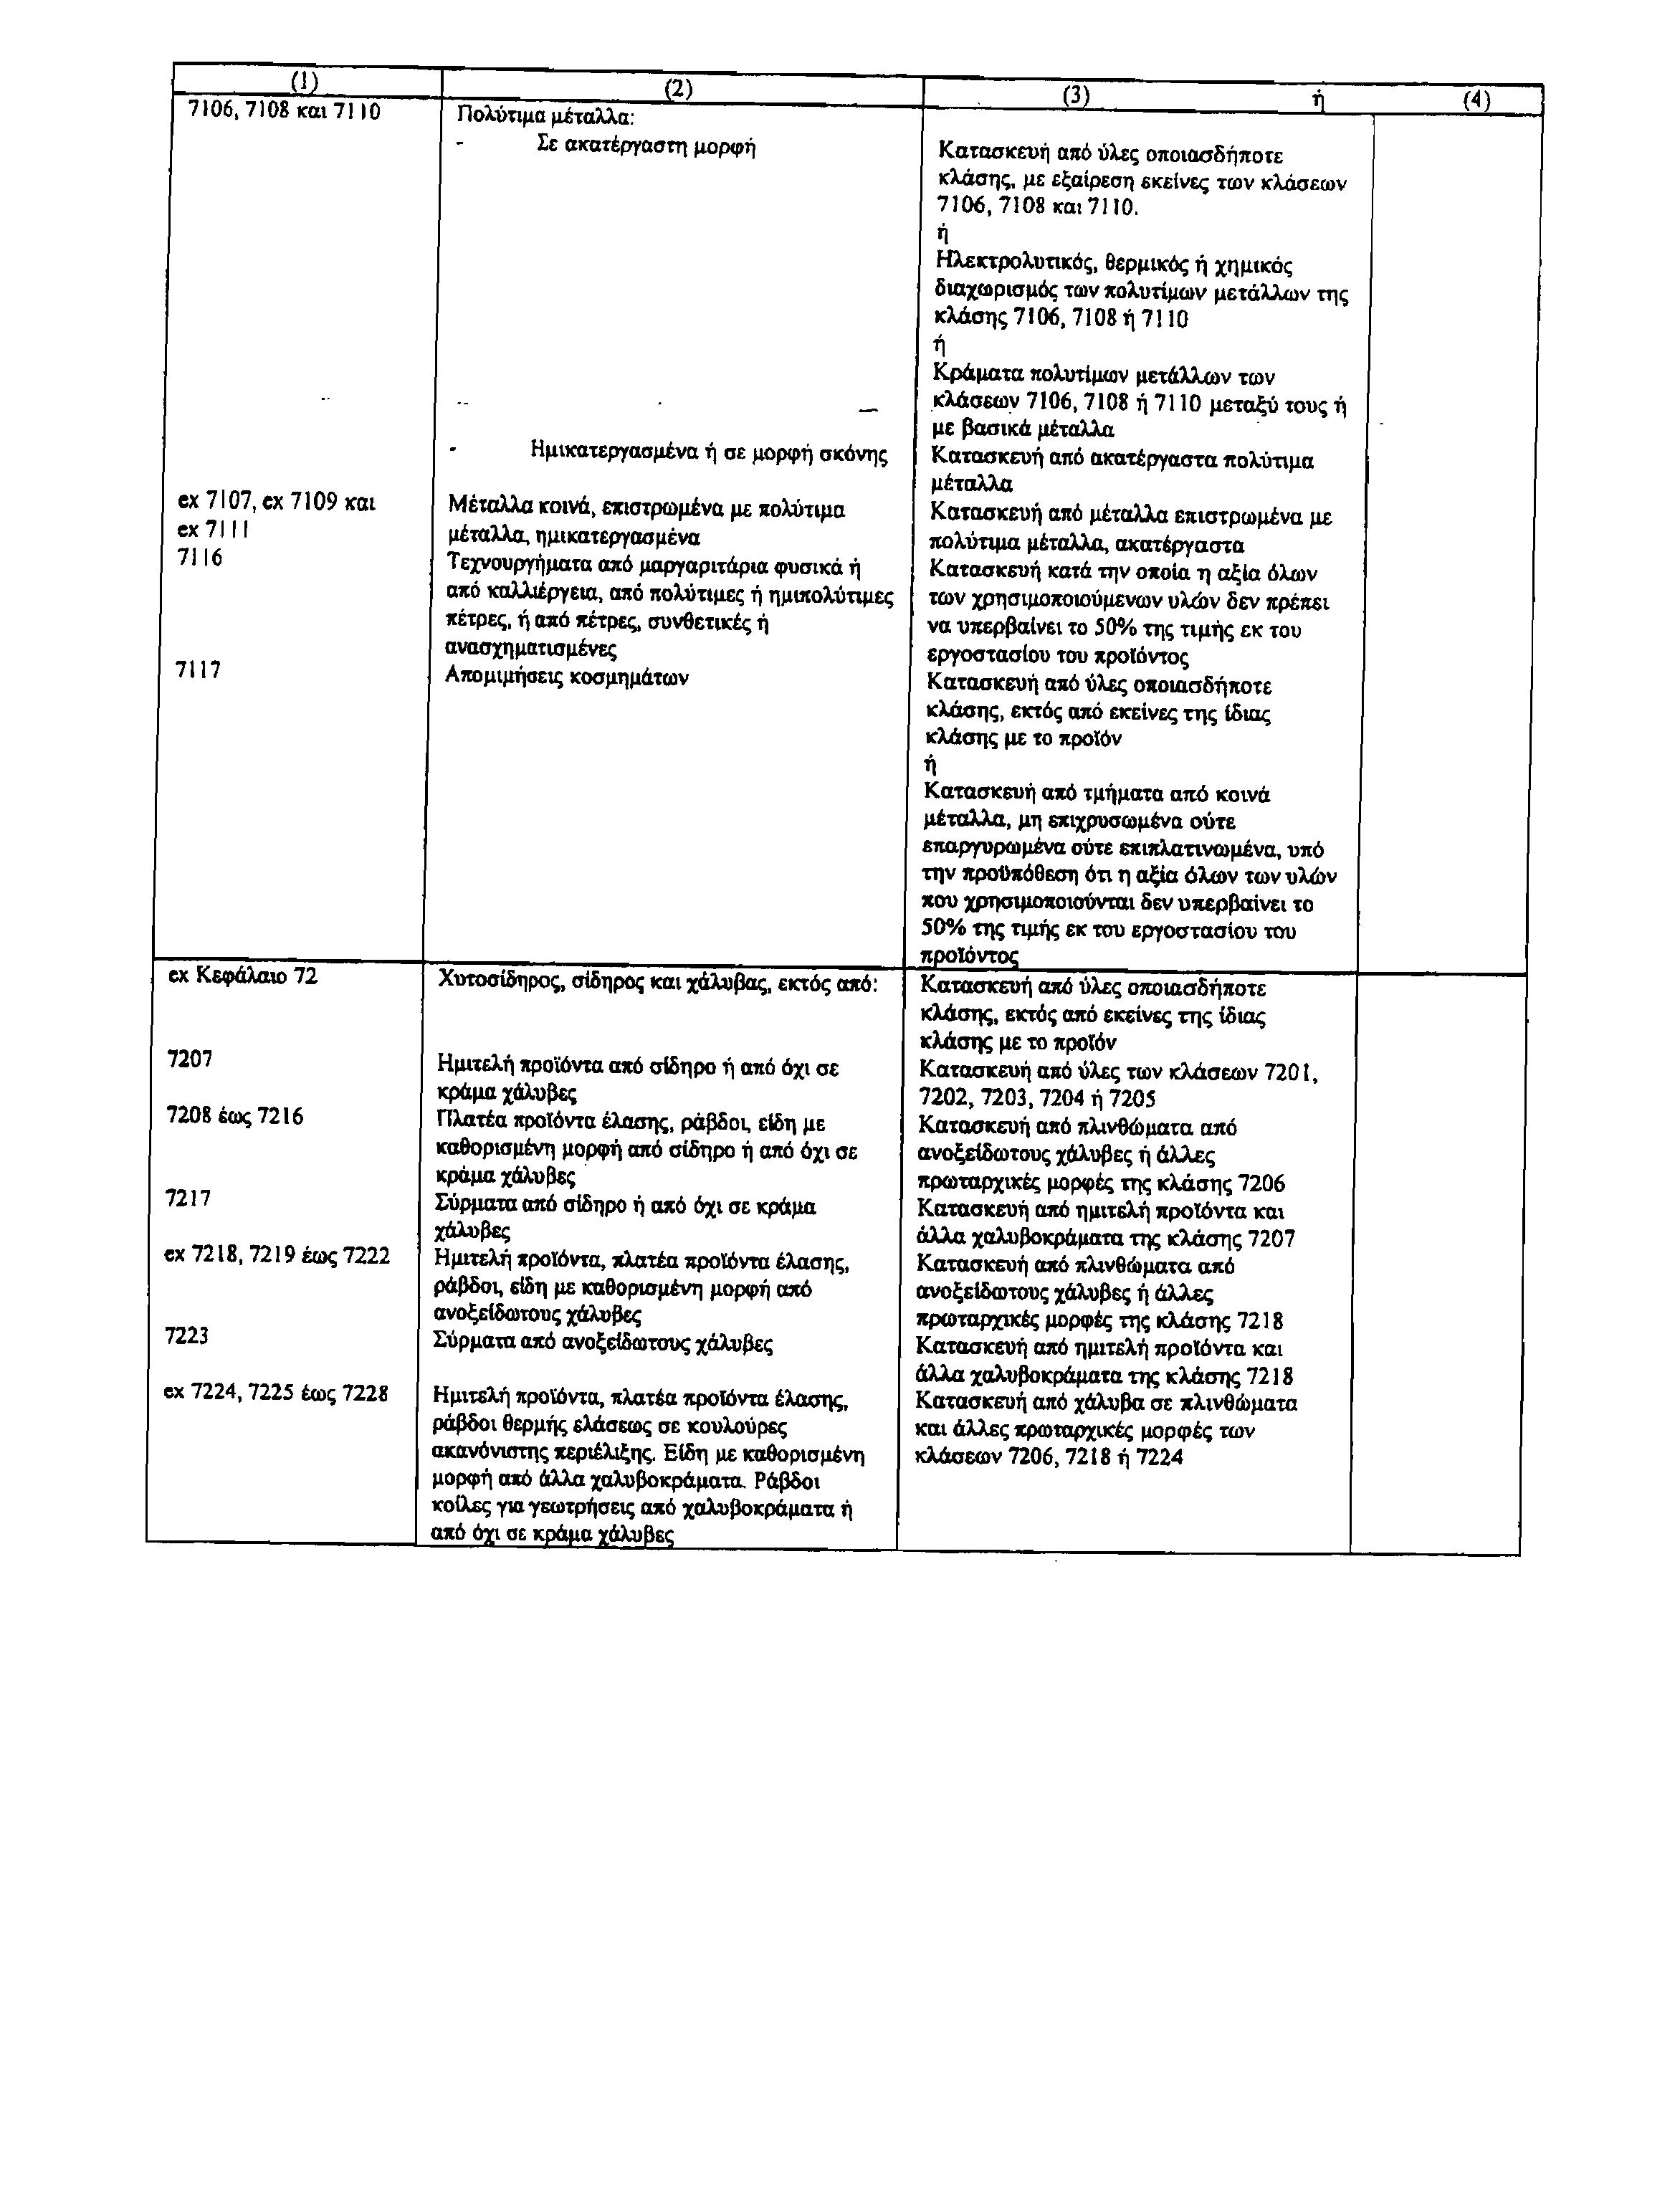 (1) (2) (3) ή (4)
7106, 7108 και 7110
Πολύτιμα μέταλλα:
- Σε ακατέργαστη μορφή
Κατασκευή από ύλες οποιασδήποτε
κλάσης, με εξαίρεση εκείνες των κλάσεων
7106, 7108 και 7110.
ή
Ηλεκτρολυτικός, θερμικός ή χημικός
διαχωρισμός των πολυτίμων μετάλλων της
κλάσης 7106, 7108 ή 7110
ή
Κράματα πολυτίμων μετάλλων των
κλάσεων 7106, 7108 ή 7110 μεταξύ τους ή
με βασικά μέταλλα
- Ημικατεργασμένα ή σε μορφή σκόνης
Κατασκευή από ακατέργαστα πολύτιμα
μέταλλα
ex 7107, ex 7109 και
ex 7111
Μέταλλα κοινά, επιστρωμένα με πολύτιμα
μέταλλα, ημικατεργασμένα
Κατασκευή από μέταλλα επιστρωμένα με
πολύτιμα μέταλλα, ακατέργαστα
7116
Τεχνουργήματα από μαργαριτάρια φυσικά ή
από καλλιέργεια, από πολύτιμες ή ημιπολύτιμες
πέτρες, ή από πέτρες, συνθετικές ή
ανασχηματισμένες
Κατασκευή κατά την οποία η αξία όλων
των χρησιμοποιούμενων υλών δεν πρέπει
να υπερβαίνει το 50% της τιμής εκ του
εργοστασίου του προϊόντος
7117
Απομιμήσεις κοσμημάτων
Κατασκευή από ύλες οποιασδήποτε
κλάσης, εκτός από εκείνες της ίδιας
κλάσης με το προϊόν
ή
Κατασκευή από τμήματα από κοινά
μέταλλα, μη επιχρυσωμένα ούτε
επαργυρωμένα ούτε επιπλατινωμένα, υπό
την προϋπόθεση ότι η αξία όλων των υλών
που χρησιμοποιούνται δεν υπερβαίνει το
50% της τιμής εκ του εργοστασίου του
προϊόντος
ex Κεφάλαιο 72
Χυτοσίδηρος, σίδηρος και χάλυβας, εκτός από:
Κατασκευή από ύλες οποιασδήποτε
κλάσης, εκτός από εκείνες της ίδιας
κλάσης με το προϊόν
7207
Ημιτελή προϊόντα από σίδηρο ή από όχι σε
κράμα χάλυβες
Κατασκευή από ύλες των κλάσεων 7201,
7202, 7203, 7204 ή 7205
7208 έως 7216
Πλατέα προϊόντα έλασης, ράβδοι, είδη με
καθορισμένη μορφή από σίδηρο ή από όχι σε
κράμα χάλυβες
Κατασκευή από πλινθώματα από
ανοξείδωτους χάλυβες ή άλλες
πρωταρχικές μορφές της κλάσης 7206
7217
Σύρματα από σίδηρο ή από όχι σε κράμα
χάλυβες
Κατασκευή από ημιτελή προϊόντα και
άλλα χαλυβοκράματα της κλάσης 7207
ex 7218, 7219 έως 7222
Ημιτελή προϊόντα, πλατέα προϊόντα έλασης,
ράβδοι, είδη με καθορισμένη μορφή από
ανοξείδωτους χάλυβες
Κατασκευή από πλινθώματα από
ανοξείδωτους χάλυβες ή άλλες
πρωταρχικές μορφές της κλάσης 7218
7223
Σύρματα από ανοξείδωτους χάλυβες
Κατασκευή από ημιτελή προϊόντα και
άλλα χαλυβοκράματα της κλάσης 7218
ex 7224, 7225 έως 7228
Ημιτελή προϊόντα, πλατέα προϊόντα έλασης,
ράβδοι θερμής ελάσεως σε κουλούρες
ακανόνιστης περιέλιξης. Είδη με καθορισμένη
μορφή από άλλα χαλυβοκράματα. Ράβδοι
κοίλες για γεωτρήσεις από χαλυβοκράματα ή
από όχι σε κράμα χάλυβες
Κατασκευή από χάλυβα σε πλινθώματα
και άλλες πρωταρχικές μορφές των
κλάσεων 7206, 7218 ή 7224